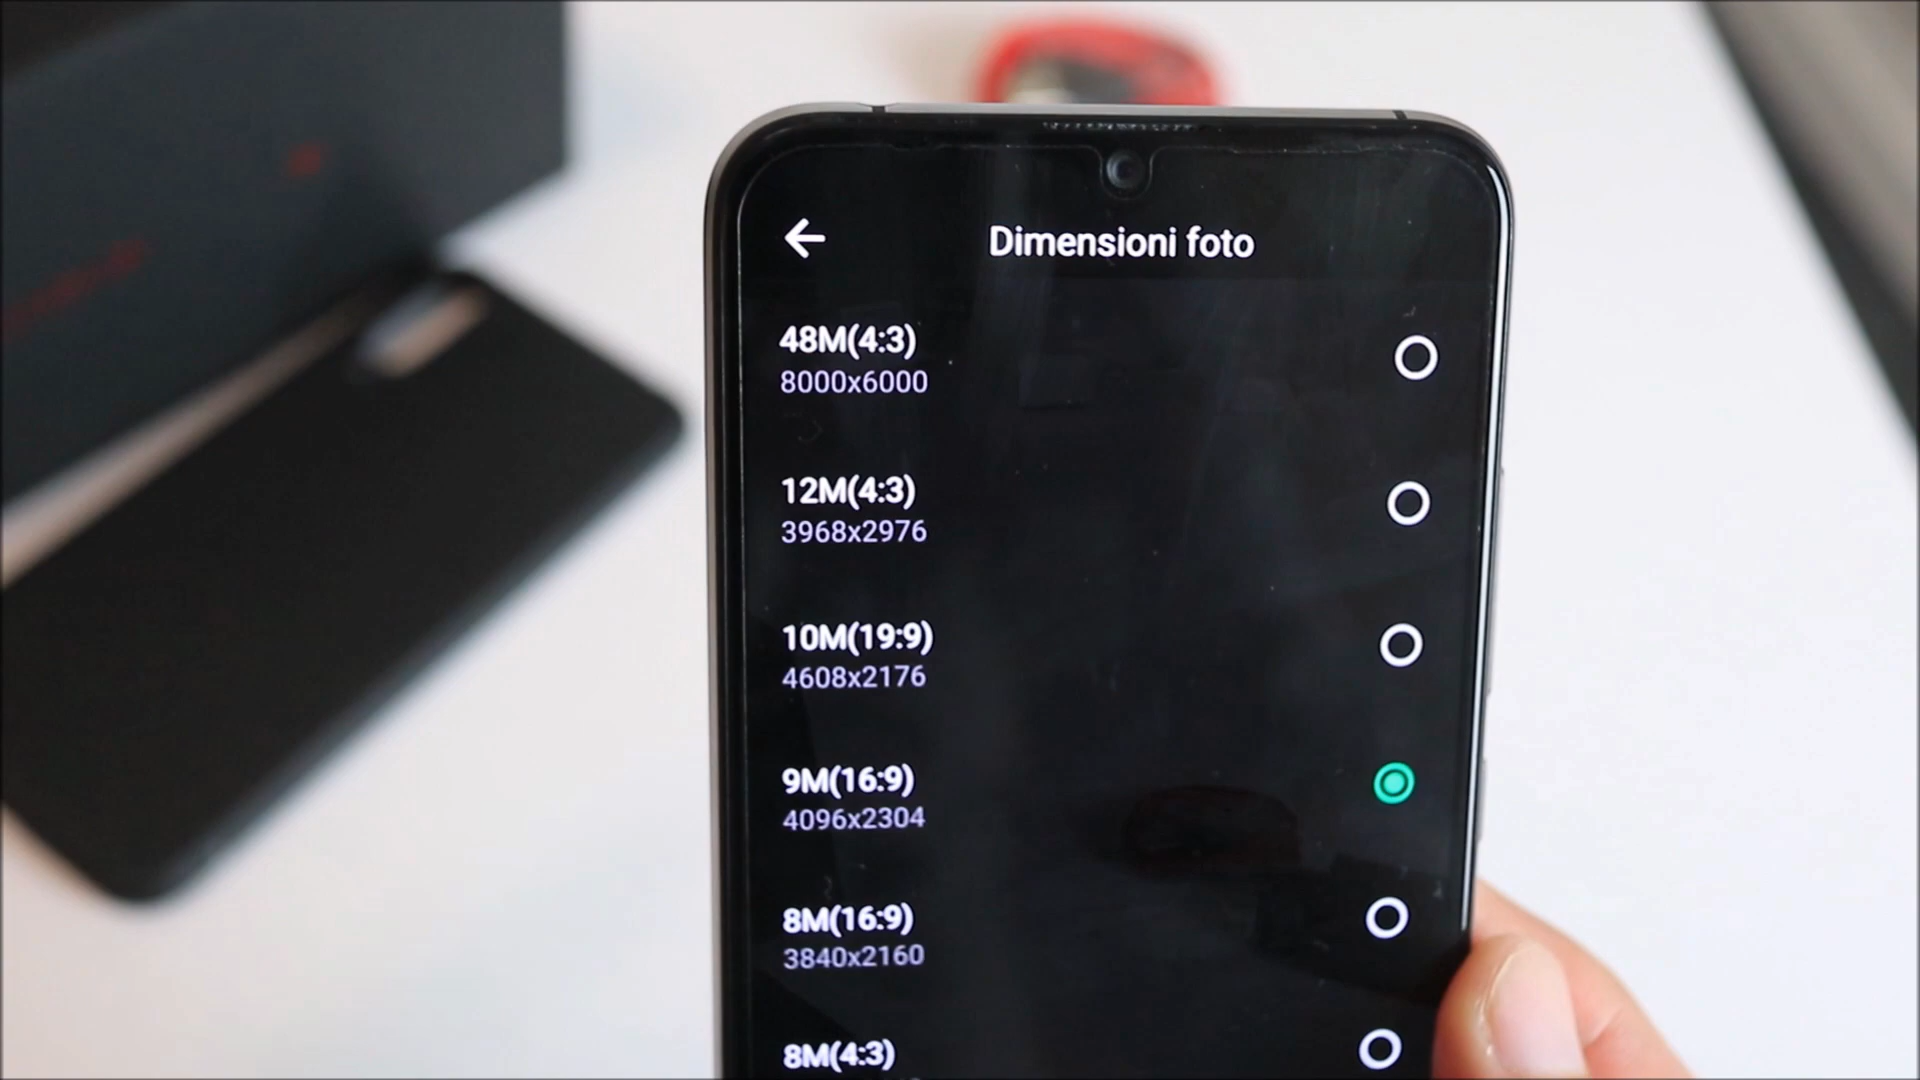 Dimensioni foto
48M(4:3)
8000x6000
12M(4:3)
3968x2976
10M(19:9)
4608x2176
9M(16:9)
4096x2304
8M(16:9)
3840x2160
8M(4:3)